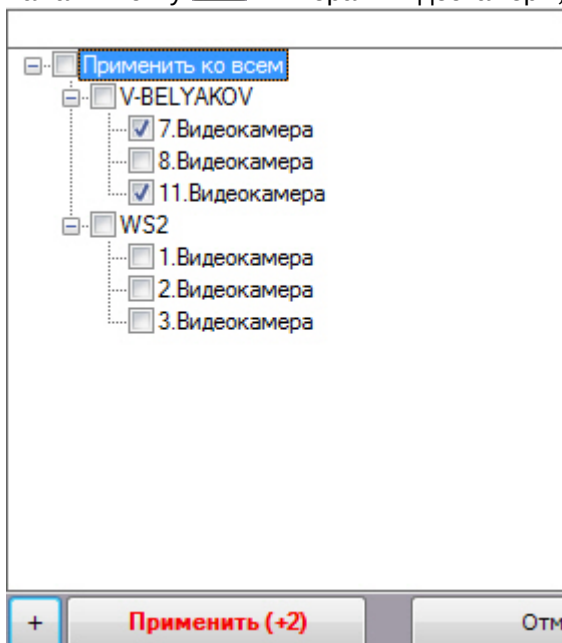 Применить ко всем
V-BELYAKOV
7.Видеокамера
8.Видеокамера
11.Видеокамера
WS2
1.Видеокамера
2.Видеокамера
3.Видеокамера
+ Применить (+2) Отм